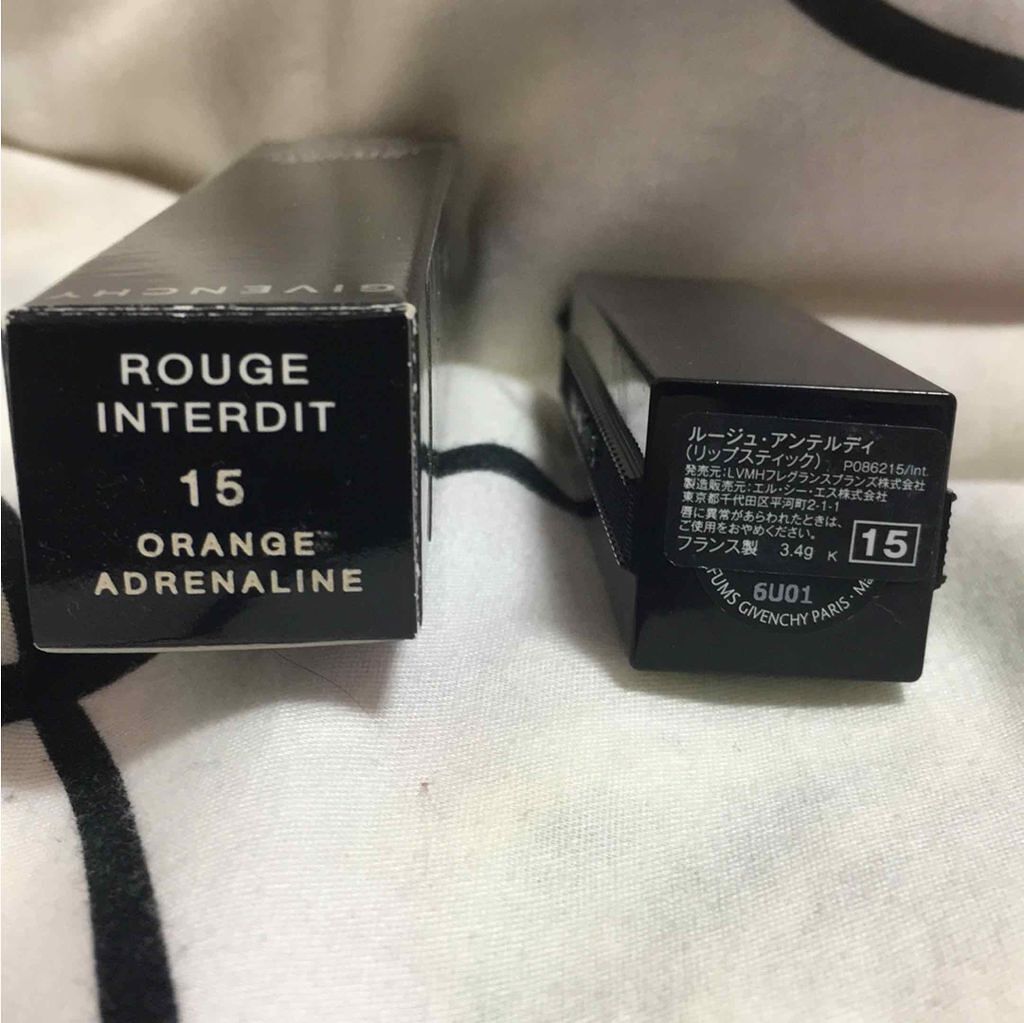 GIVENCHY
ROUGE
INTERDIT
15
ORANGE
ADRENALINE
ルージュ・アンテルディ
(リップスティック) P086215/Int.
発売元:LVMHフレグランスブランズ株式会社
製造販売元:エル・シー・エス株式会社
東京都千代田区平河町2-1-1
唇に異常があらわれたときは、
ご使用をおやめください。
フランス製 3.4g K 15
6U01
GIVENCHY PARIS